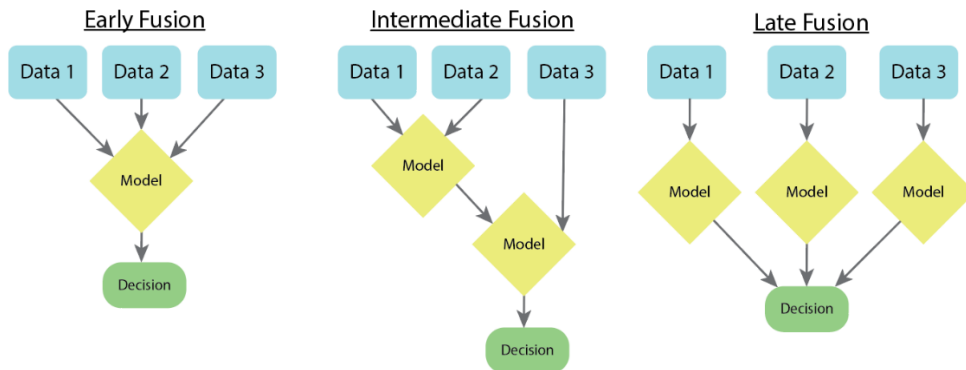 Early Fusion
Data 1
Data 2
Data 3
Model
Decision
Intermediate Fusion
Data 1
Data 2
Data 3
Model
Model
Decision
Late Fusion
Data 1
Data 2
Data 3
Model
Model
Model
Decision